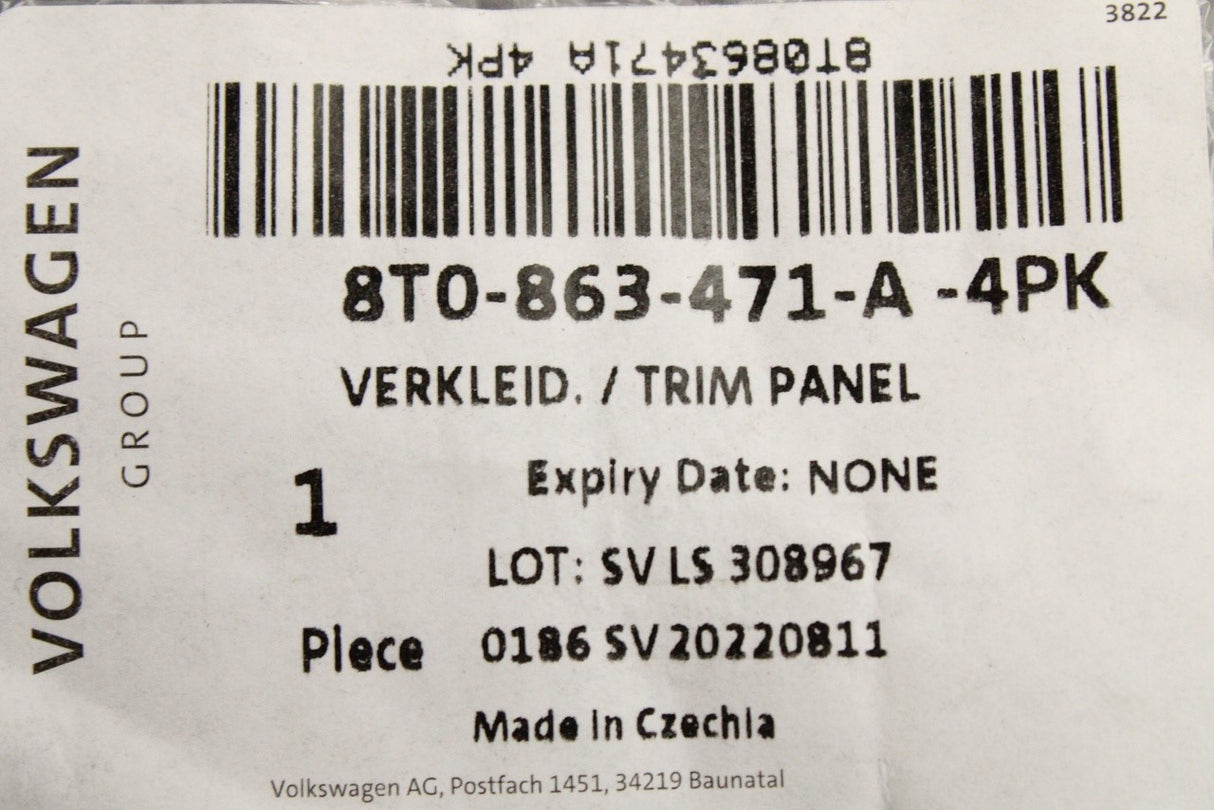 3822
8T0863471A 4PK
8T0-863-471-A -4PK
VERKLEID. / TRIM PANEL
Expiry Date: NONE
1
LOT: SV LS 308967
Piece 0186 SV 20220811
Made in Czechia
Volkswagen AG, Postfach 1451, 34219 Baunatal
VOLKSWAGEN
GROUP